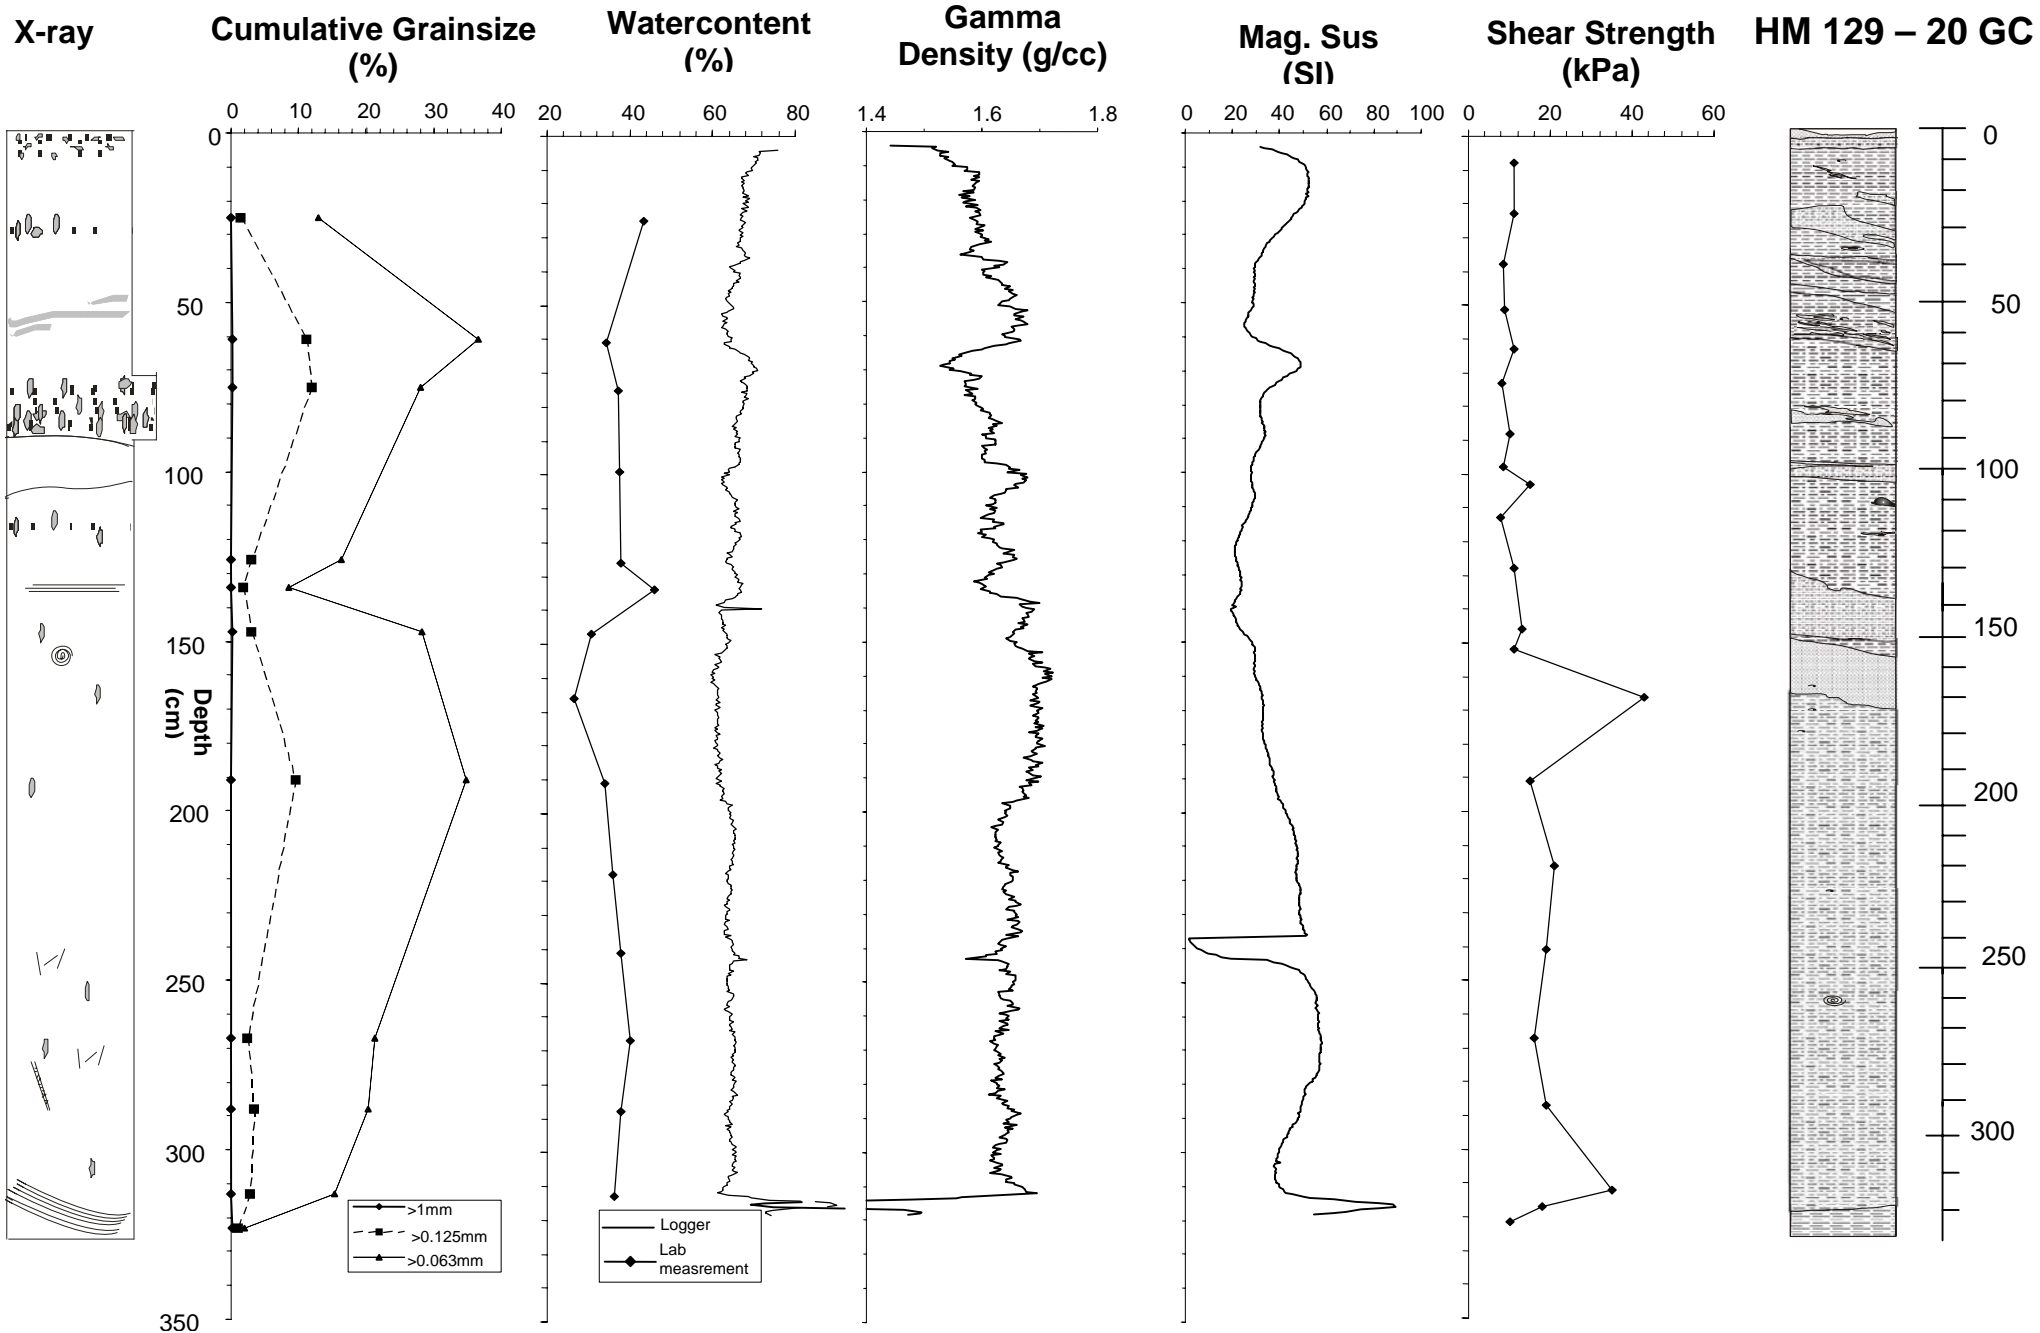 X-ray
Cumulative Grainsize
(%)
Watercontent
(%)
Gamma
Density (g/cc)
Mag. Sus
(SI)
Shear Strength
(kPa)
HM 129 – 20 GC
0 10 20 30 40
20 40 60 80
1.4 1.6 1.8
0 20 40 60 80 100
0 20 40 60
0
50
100
150
200
250
300
350
Depth
(cm)
>1mm
>0.125mm
>0.063mm
Logger
Lab
measrement
0
50
100
150
200
250
300